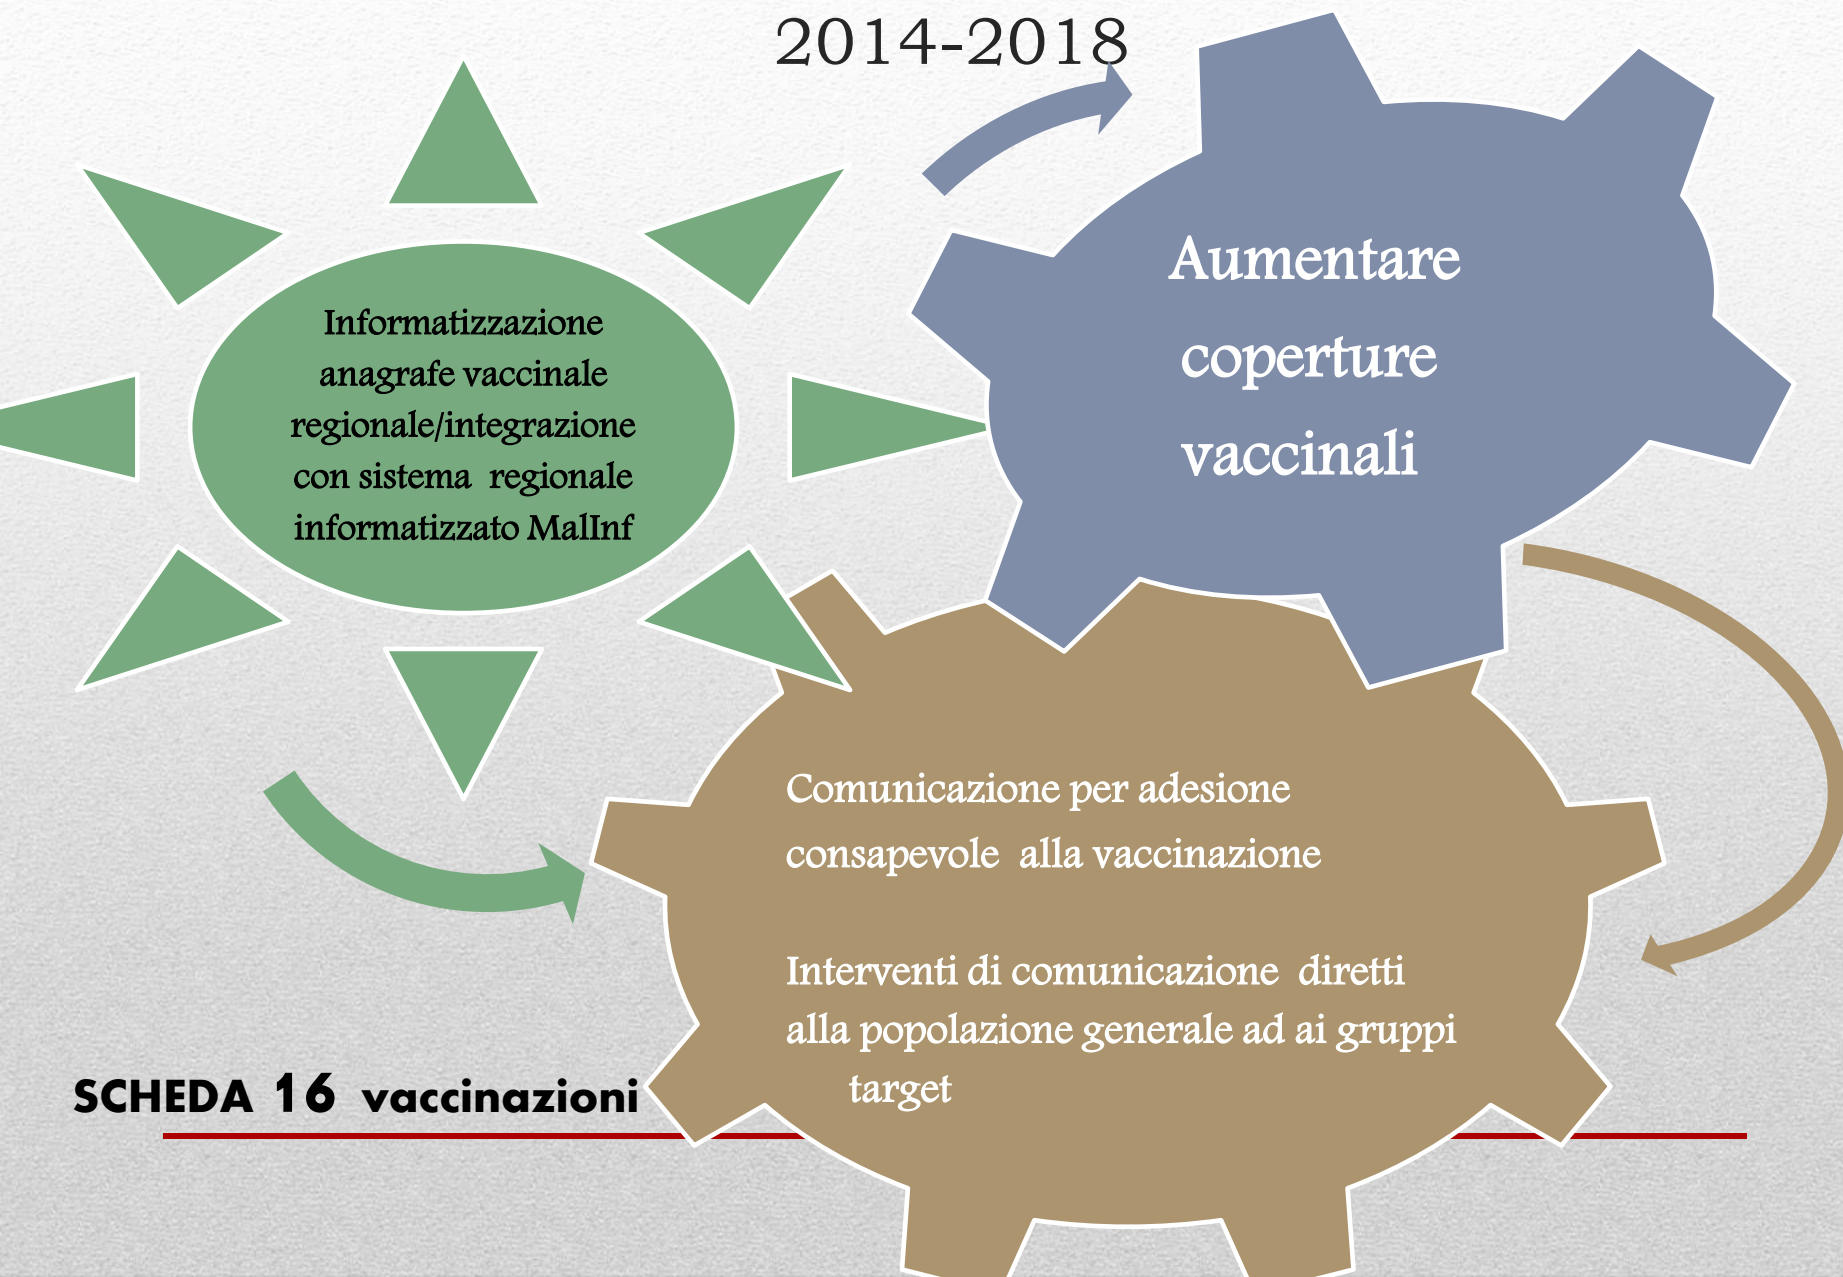 2014-2018
Informatizzazione
anagrafe vaccinale
regionale/integrazione
con sistema regionale
informatizzato MalInf
Aumentare
coperture
vaccinali
Comunicazione per adesione
consapevole alla vaccinazione
Interventi di comunicazione diretti
alla popolazione generale ad ai gruppi
target
SCHEDA 16 vaccinazioni